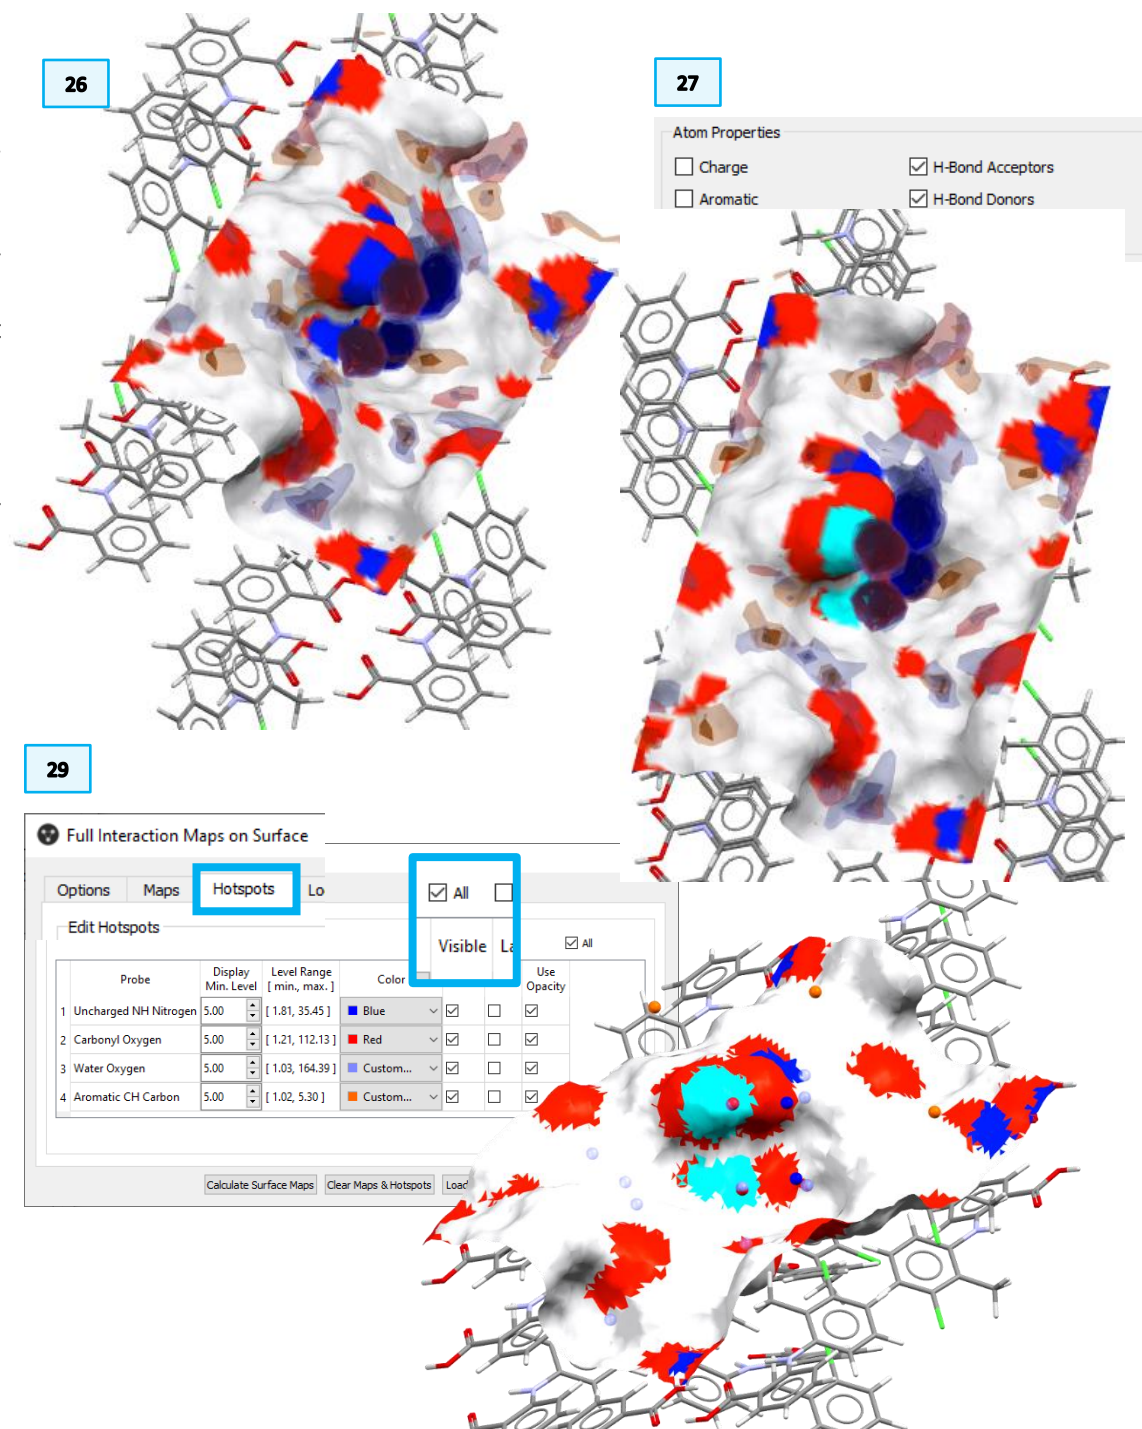 26
27
Atom Properties
Charge
H-Bond Acceptors
Aromatic
H-Bond Donors
29
Full Interaction Maps on Surface
Options Maps Hotspots Lo
All
Edit Hotspots
Visible La
All
Probe Display Min. Level Level Range [ min., max. ] Color Use Opacity
1 Uncharged NH Nitrogen 5.00 [ 1.81, 35.45 ] Blue
2 Carbonyl Oxygen 5.00 [ 1.21, 112.13 ] Red
3 Water Oxygen 5.00 [ 1.03, 164.39 ] Custom...
4 Aromatic CH Carbon 5.00 [ 1.02, 5.30 ] Custom...
Calculate Surface Maps Clear Maps & Hotspots Load